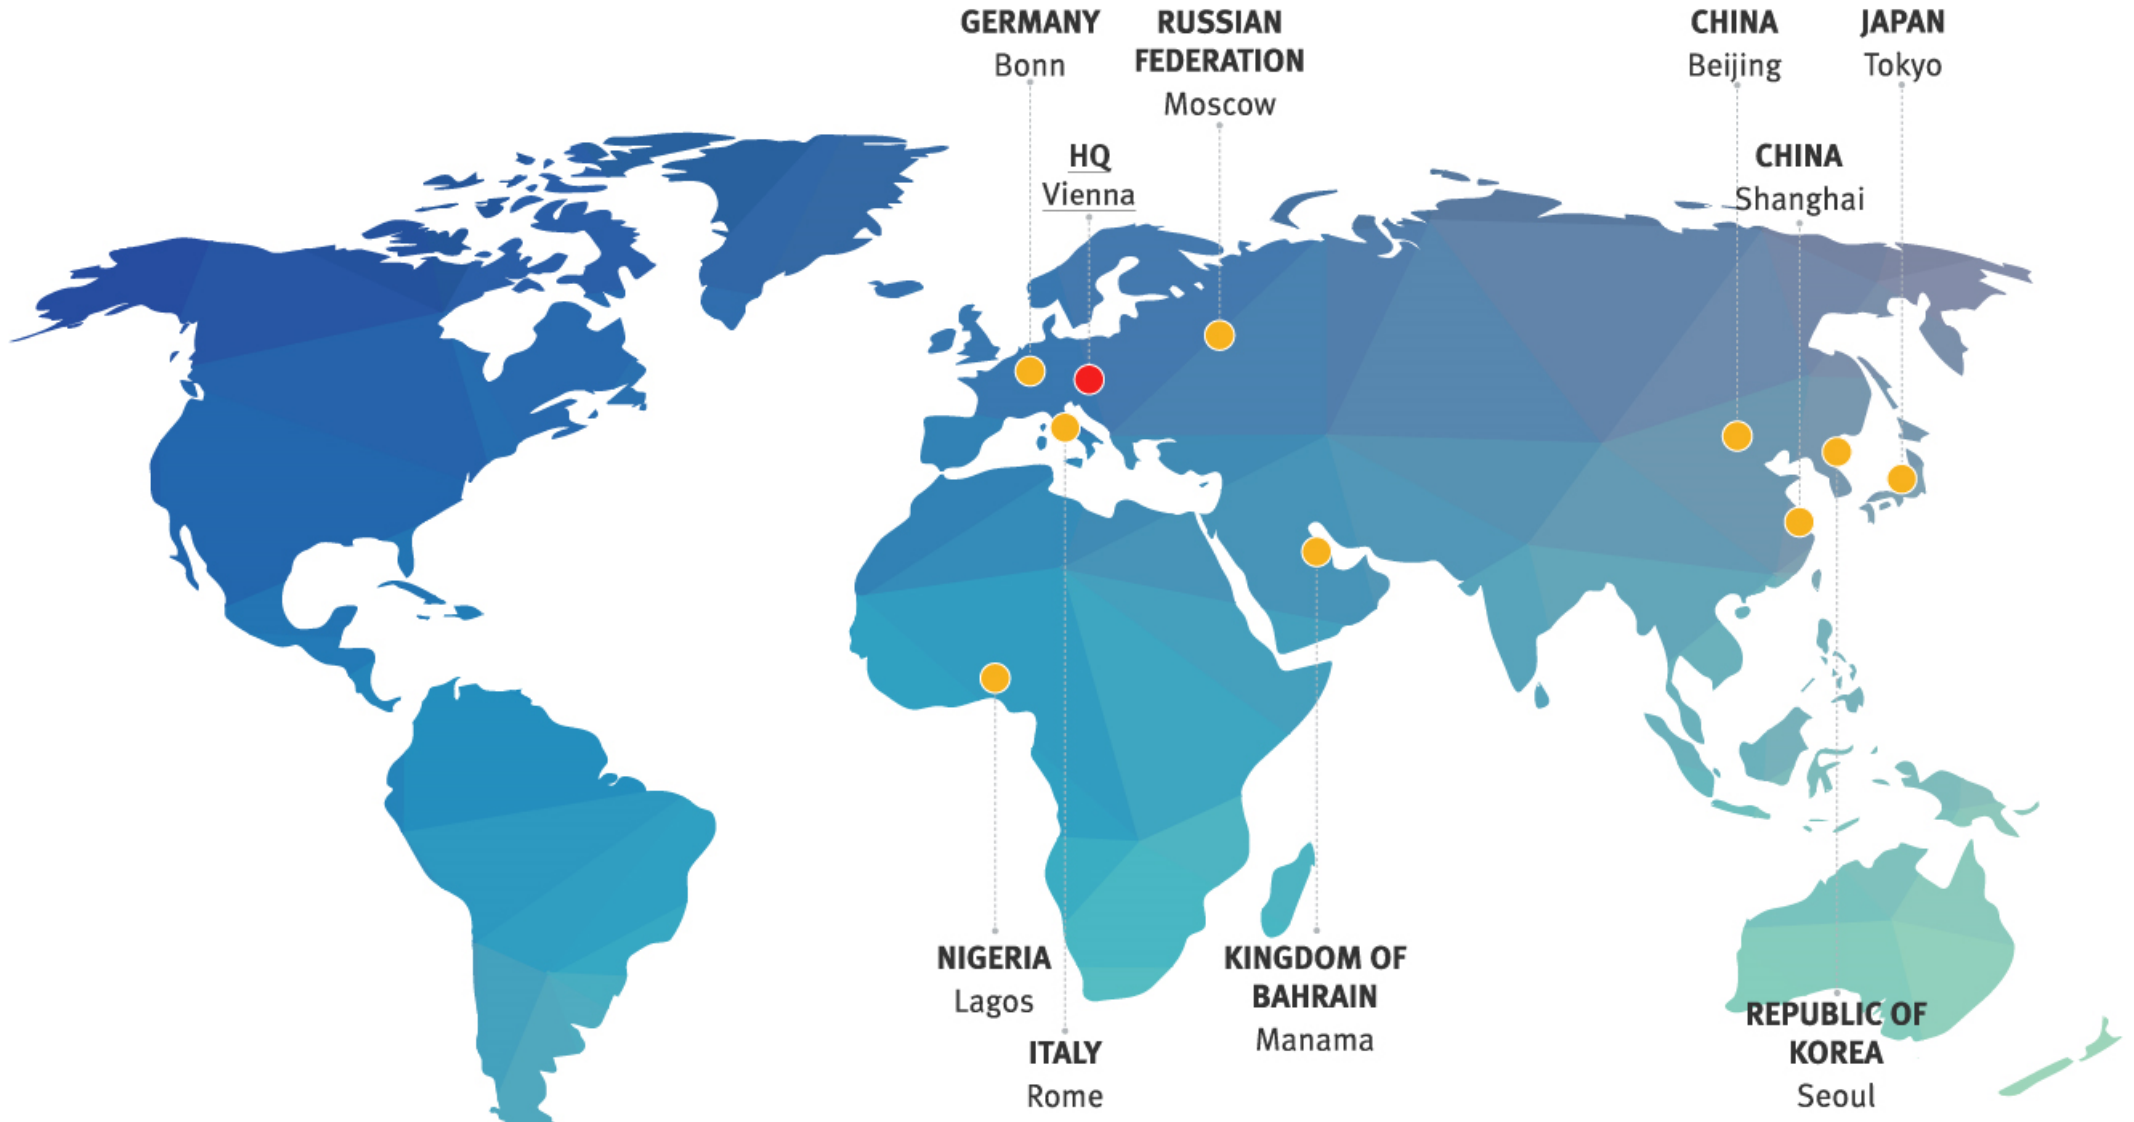 GERMANY
Bonn
RUSSIAN
FEDERATION
Moscow
HQ
Vienna
CHINA
Beijing
JAPAN
Tokyo
CHINA
Shanghai
NIGERIA
Lagos
ITALY
Rome
KINGDOM OF
BAHRAIN
Manama
REPUBLIC OF
KOREA
Seoul